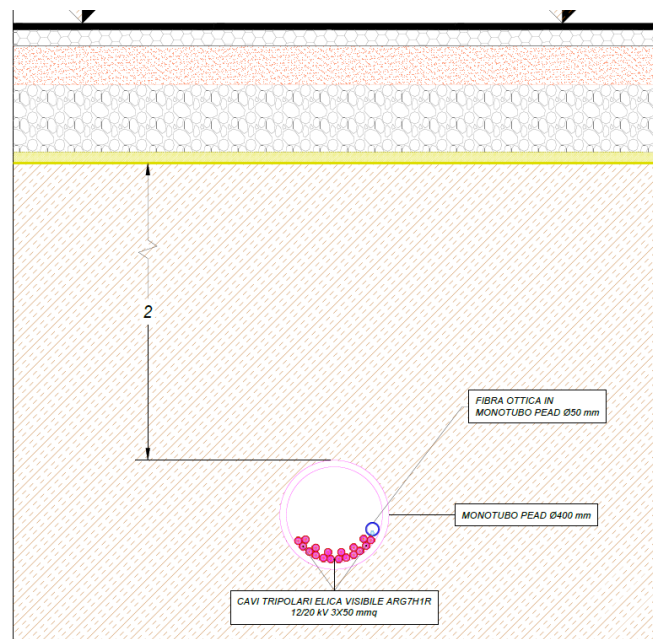 2
FIBRA OTTICA IN
MONOTUBO PEAD Ø50 mm
MONOTUBO PEAD Ø400 mm
CAVI TRIPOLARI ELICA VISIBILE ARG7H1R
12/20 kV 3X50 mmq